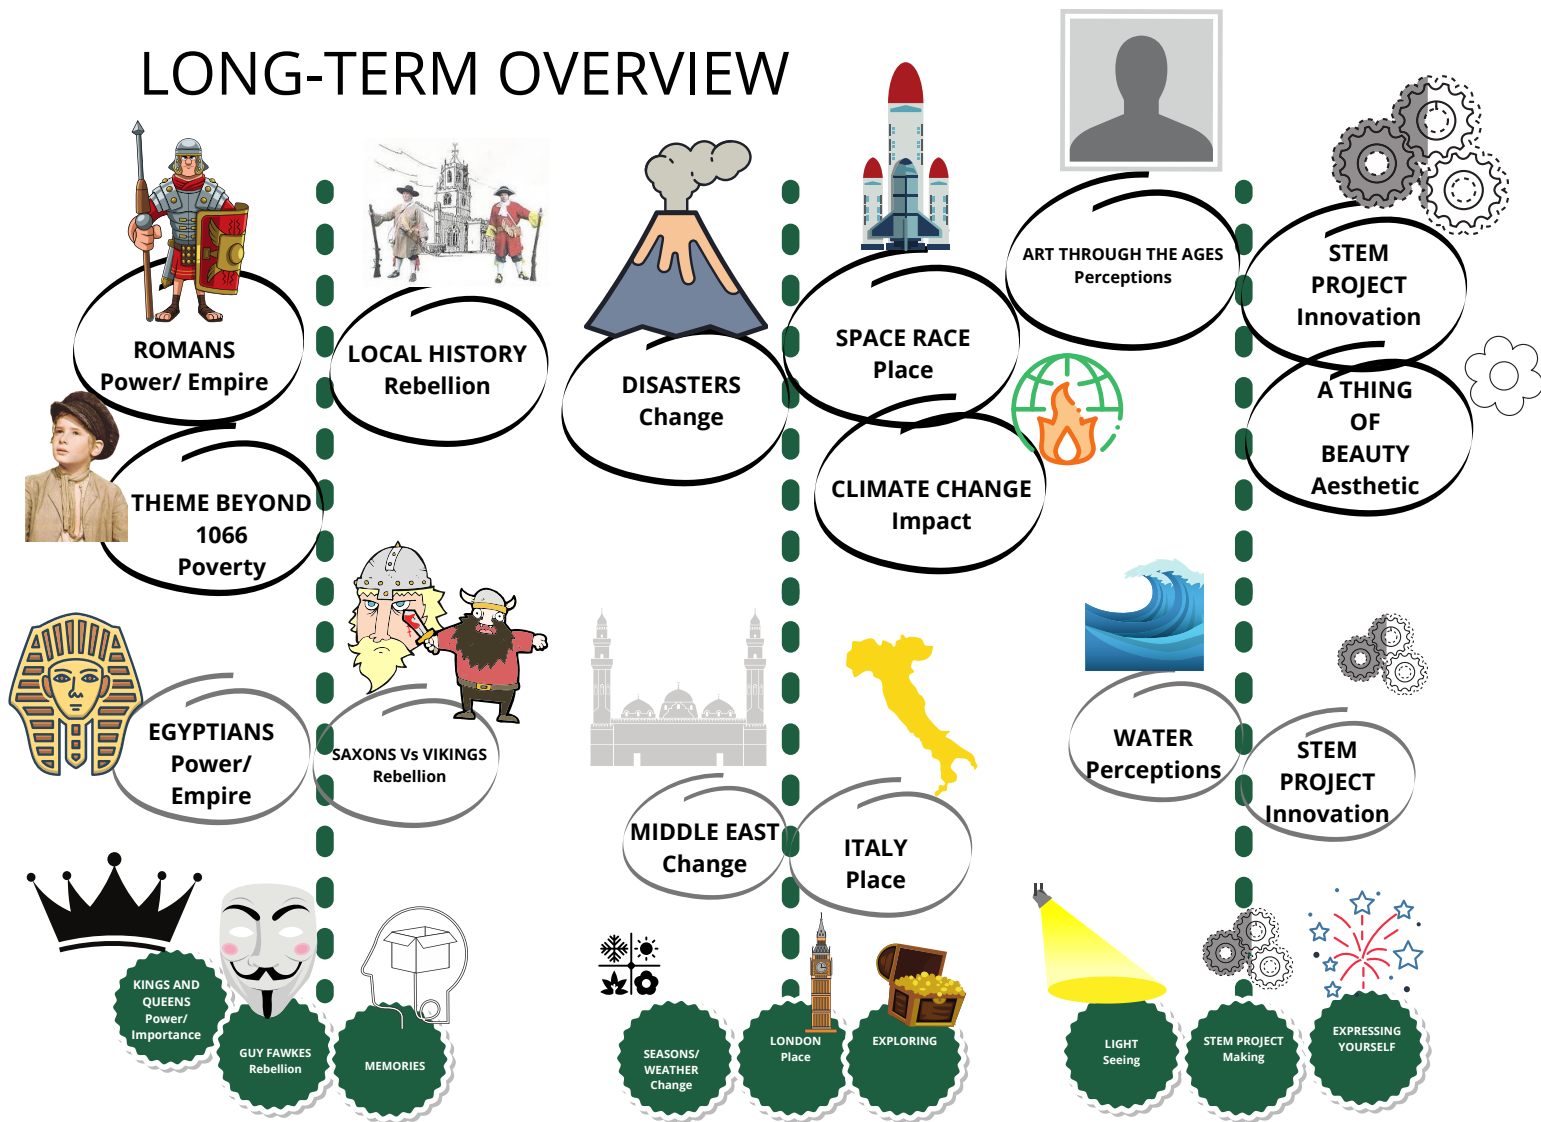 LONG-TERM OVERVIEW
ROMANS
Power/ Empire
LOCAL HISTORY
Rebellion
DISASTERS
Change
SPACE RACE
Place
ART THROUGH THE AGES
Perceptions
STEM
PROJECT
Innovation
THEME BEYOND
1066
Poverty
CLIMATE CHANGE
Impact
A THING
OF
BEAUTY
Aesthetic
EGYPTIANS
Power/
Empire
SAXONS Vs VIKINGS
Rebellion
MIDDLE EAST
Change
ITALY
Place
WATER
Perceptions
STEM
PROJECT
Innovation
KINGS AND
QUEENS
Power/
Importance
GUY FAWKES
Rebellion
MEMORIES
SEASONS/
WEATHER
Change
LONDON
Place
EXPLORING
LIGHT
Seeing
STEM PROJECT
Making
EXPRESSING
YOURSELF